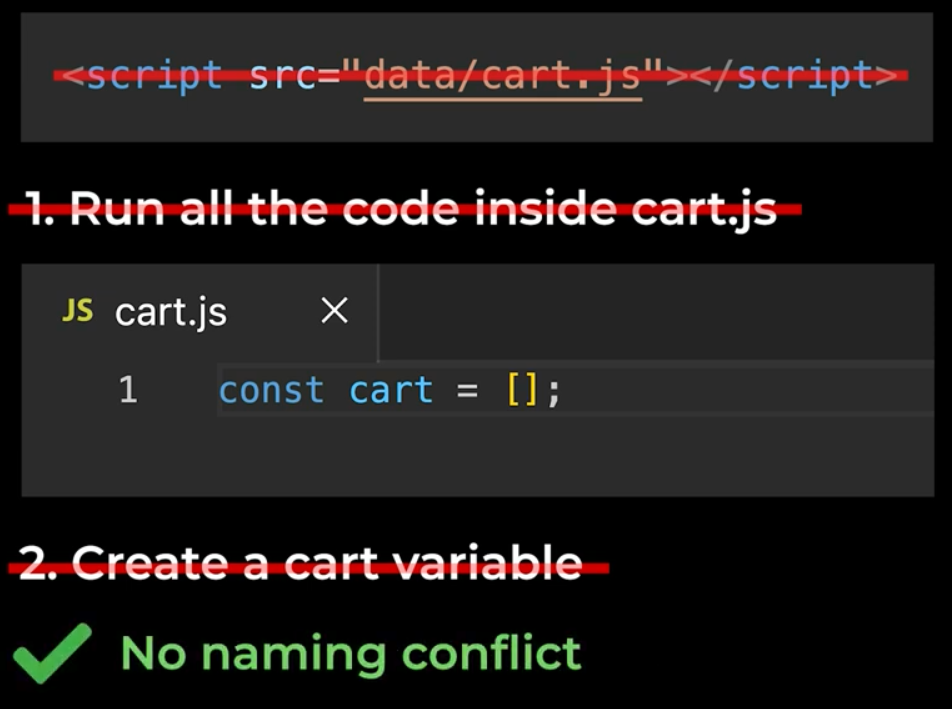 <script src="data/cart.js"></script>
1. Run all the code inside cart.js
JS cart.js ×
1 const cart = [];
2. Create a cart variable
No naming conflict